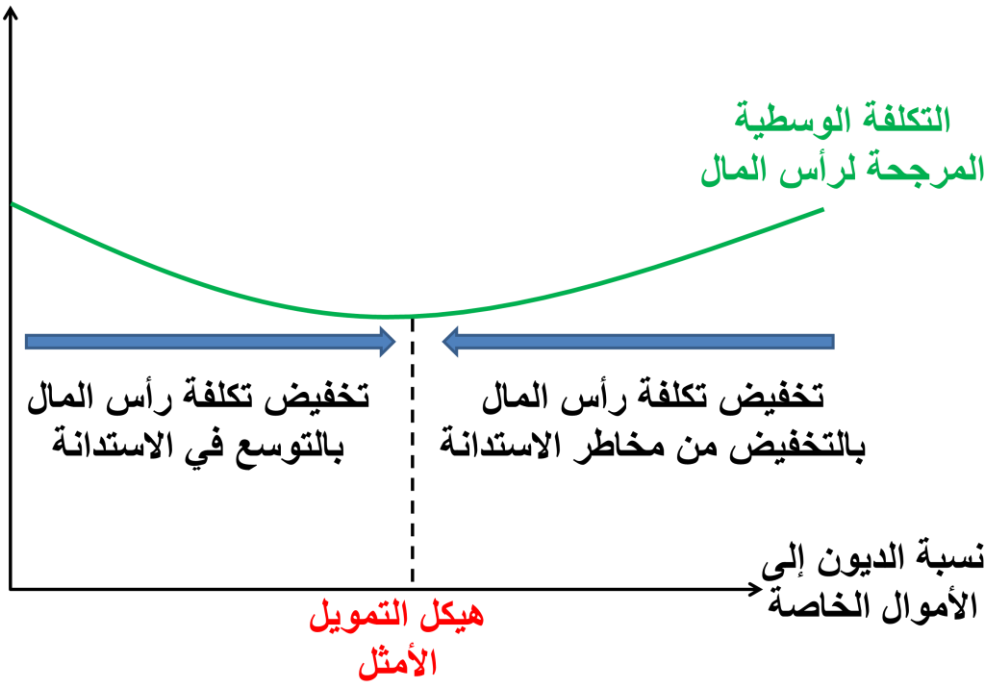 التكلفة الوسطية
المرجحة لرأس المال
تخفيض تكلفة رأس المال
بالتخفيض من مخاطر الاستدانة
تخفيض تكلفة رأس المال
بالتوسع في الاستدانة
نسبة الديون إلى
الأموال الخاصة
هيكل التمويل
الأمثل